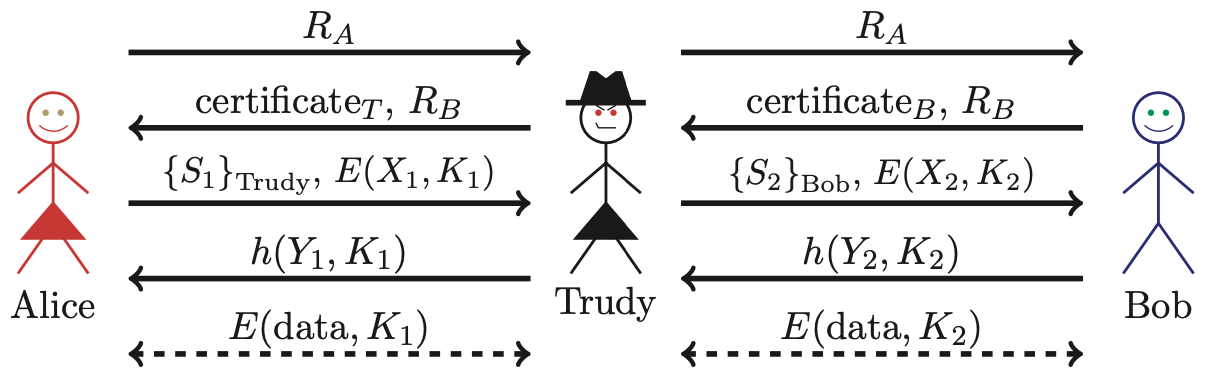 R_A R_A
certificate_T, R_B certificate_B, R_B
{S_1}_Trudy, E(X_1, K_1) {S_2}_Bob, E(X_2, K_2)
h(Y_1, K_1) h(Y_2, K_2)
Alice Trudy Bob
E(data, K_1) E(data, K_2)